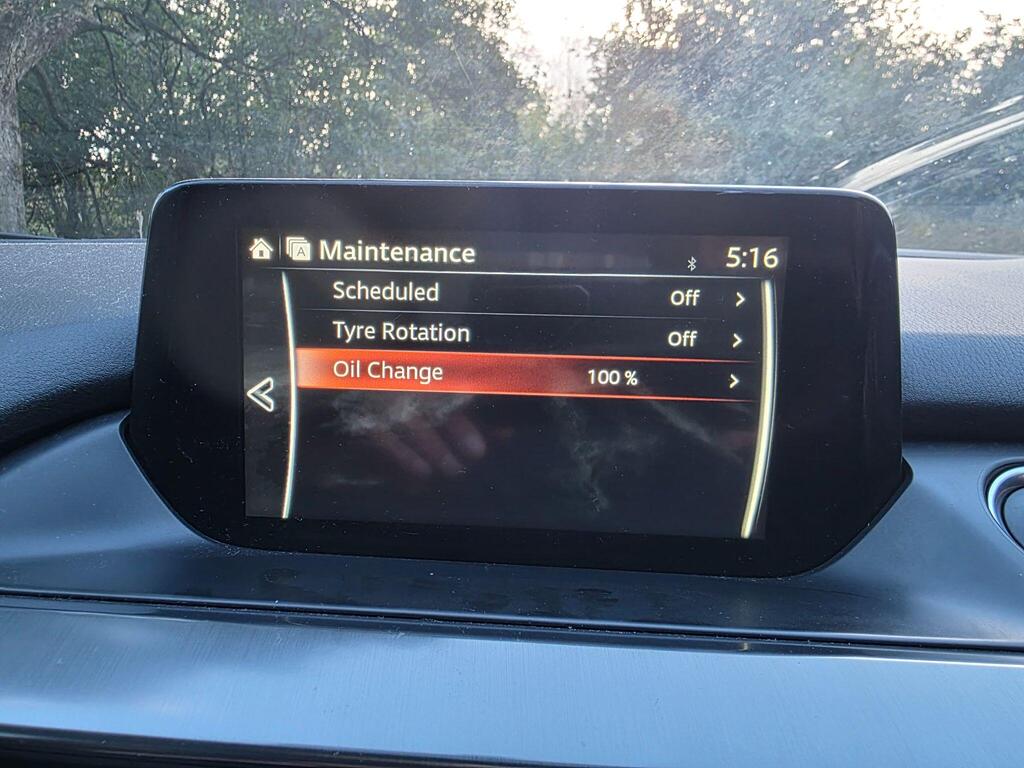 A Maintenance 5:16
Scheduled Off
Tyre Rotation Off
Oil Change 100 %